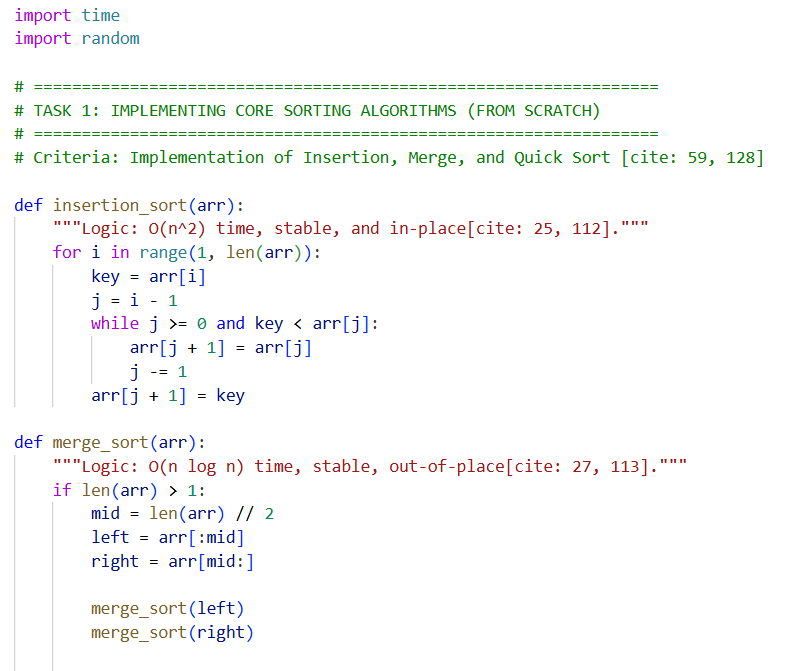 import time
import random
# =================================================================
# TASK 1: IMPLEMENTING CORE SORTING ALGORITHMS (FROM SCRATCH)
# =================================================================
# Criteria: Implementation of Insertion, Merge, and Quick Sort [cite: 59, 128]
def insertion_sort(arr):
    """Logic: O(n^2) time, stable, and in-place[cite: 25, 112]."""
    for i in range(1, len(arr)):
        key = arr[i]
        j = i - 1
        while j >= 0 and key < arr[j]:
            arr[j + 1] = arr[j]
            j -= 1
        arr[j + 1] = key
def merge_sort(arr):
    """Logic: O(n log n) time, stable, out-of-place[cite: 27, 113]."""
    if len(arr) > 1:
        mid = len(arr) // 2
        left = arr[:mid]
        right = arr[mid:]
        merge_sort(left)
        merge_sort(right)